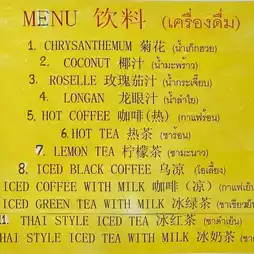 MENU 饮料 (เครื่องดื่ม)
1. CHRYSANTHEMUM 菊花 (น้ำเก๊กฮวย)
2. COCONUT 椰汁 (น้ำมะพร้าว)
3. ROSELLE 玫瑰茄汁 (น้ำกระเจี๊ยบ)
4. LONGAN 龙眼汁 (น้ำลำใย)
5. HOT COFFEE 咖啡(热) (กาแฟร้อน)
6. HOT TEA 热茶 (ชาร้อน)
7. LEMON TEA 柠檬茶 (ชามะนาว)
8. ICED BLACK COFFEE 乌凉 (โอเลี้ยง)
ICED COFFEE WITH MILK 咖啡(凉) (กาแฟเย็น
ICED GREEN TEA WITH MILK 冰绿茶 (ชาเขียวเย็น
11. THAI STYLE ICED TEA 冰红茶 (ชาดำเย็น)
THAI STYLE ICED TEA WITH MILK 冰奶茶 (ชาเย็น